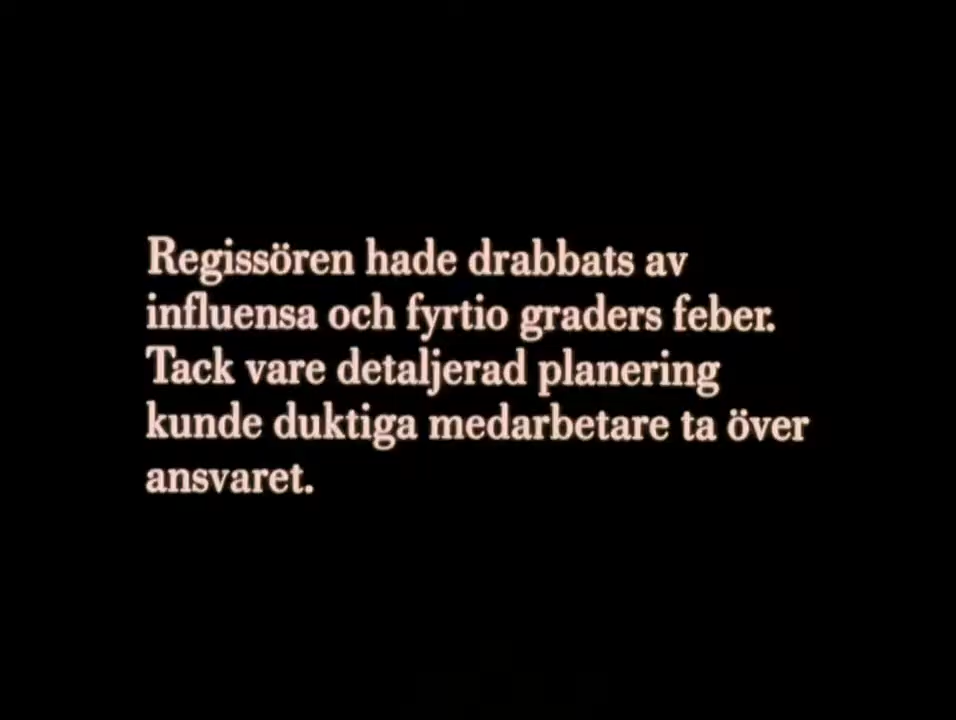 Regissören hade drabbats av
influensa och fyrtio graders feber.
Tack vare detaljerad planering
kunde duktiga medarbetare ta över
ansvaret.